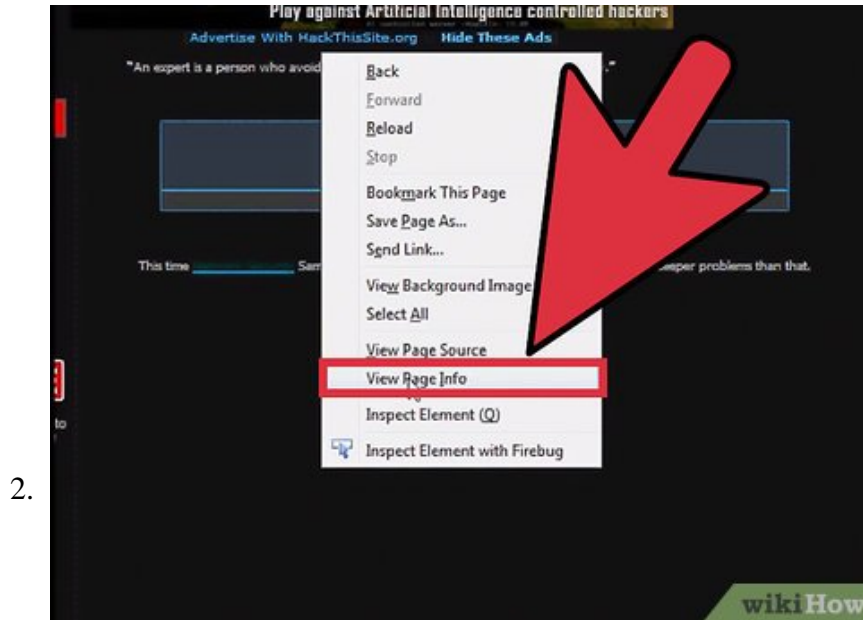 Play against Artificial Intelligence controlled hackers
Advertise With HackThisSite.org Hide These Ads
"An expert is a person who avoid
."
Back
Forward
Reload
Stop
Bookmark This Page
Save Page As...
Send Link...
View Background Image
Select All
View Page Source
View Page Info
Inspect Element (Q)
Inspect Element with Firebug
This time Sam
eeper problems than that.
to
2.
wikiHow